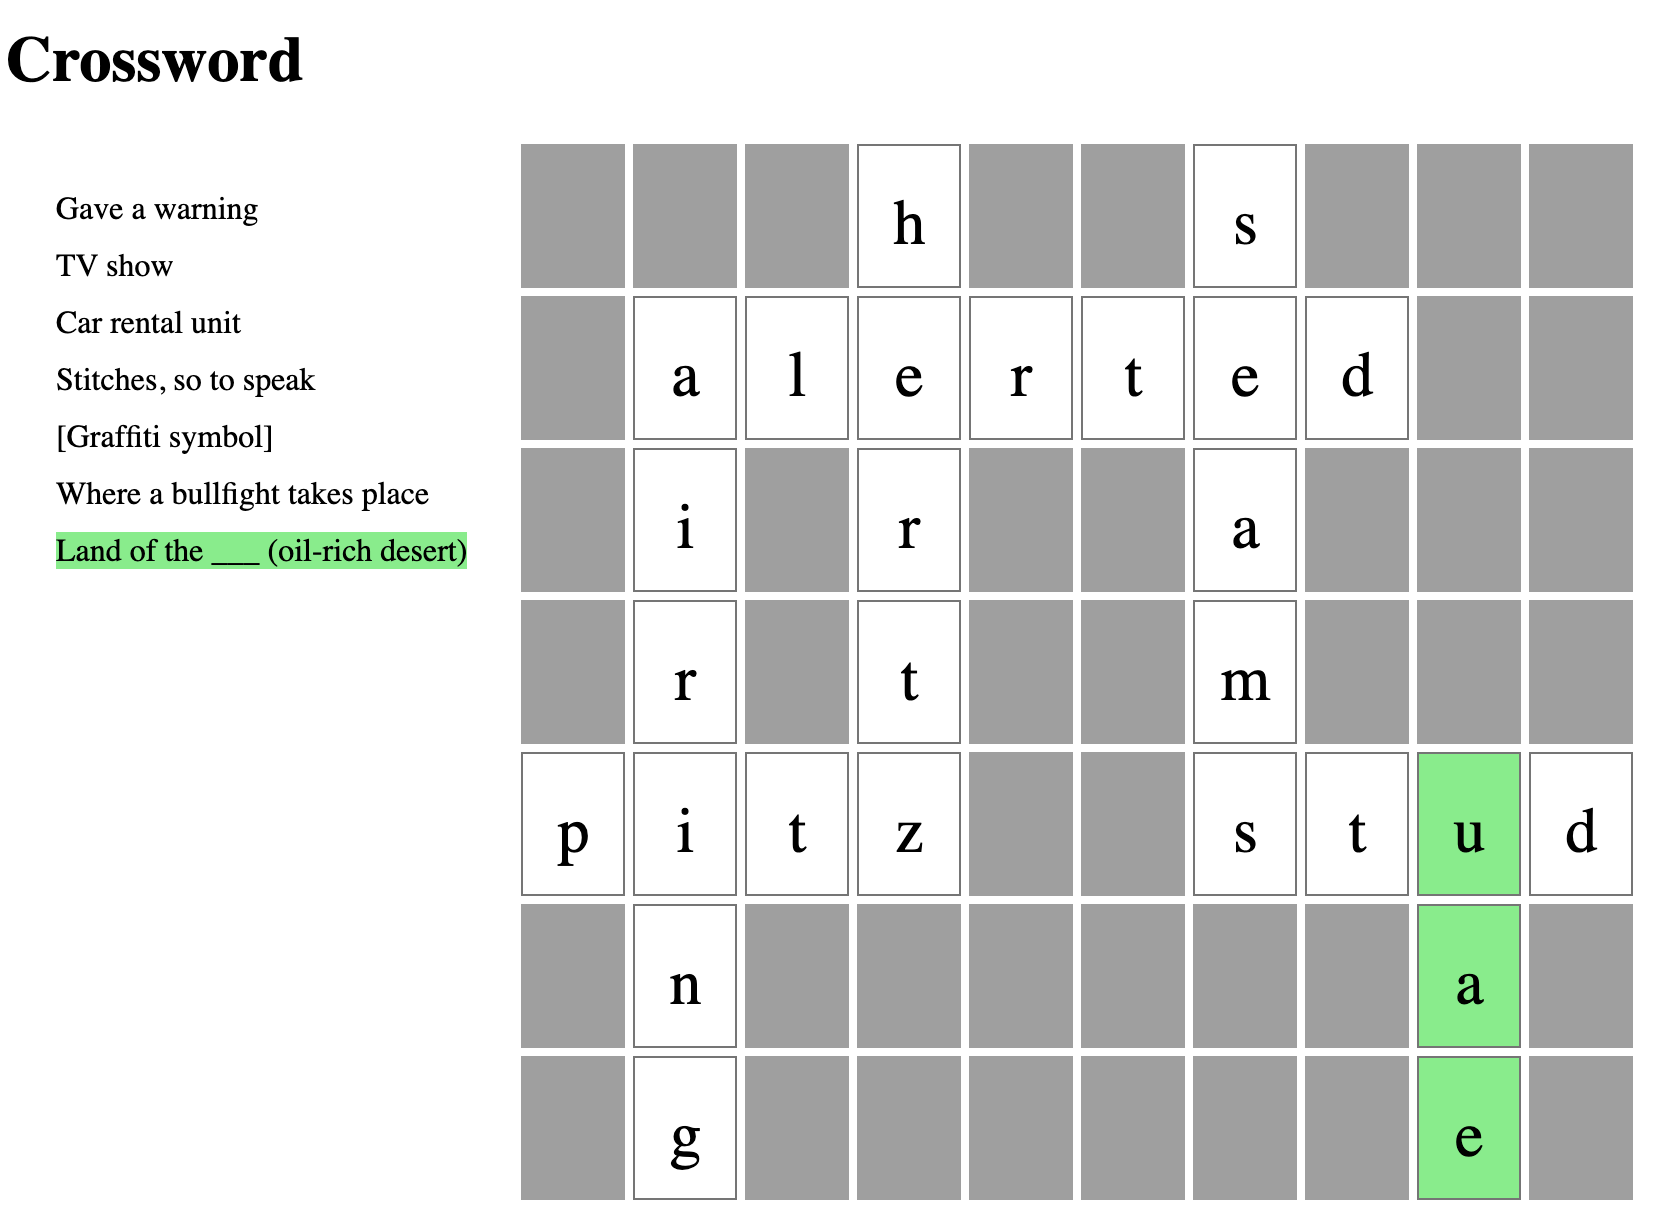 Crossword
Gave a warning
TV show
Car rental unit
Stitches, so to speak
[Graffiti symbol]
Where a bullfight takes place
Land of the ___ (oil-rich desert)
h s
a l e r t e d
i r a
r t m
p i t z s t u d
n a
g e